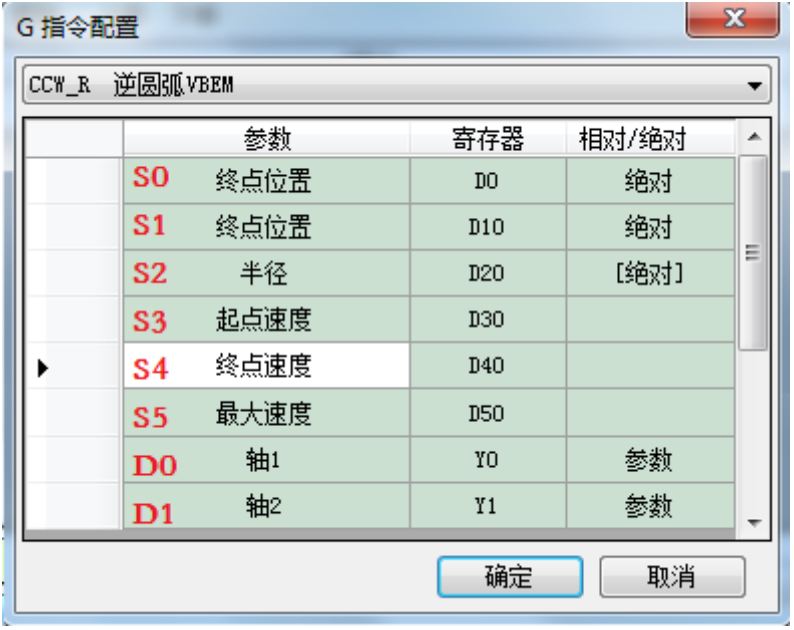 G 指令配置
CCW_R 逆圆弧VBEM
参数 寄存器 相对/绝对
S0 终点位置 D0 绝对
S1 终点位置 D10 绝对
S2 半径 D20 [绝对]
S3 起点速度 D30
S4 终点速度 D40
S5 最大速度 D50
D0 轴1 Y0 参数
D1 轴2 Y1 参数
确定 取消